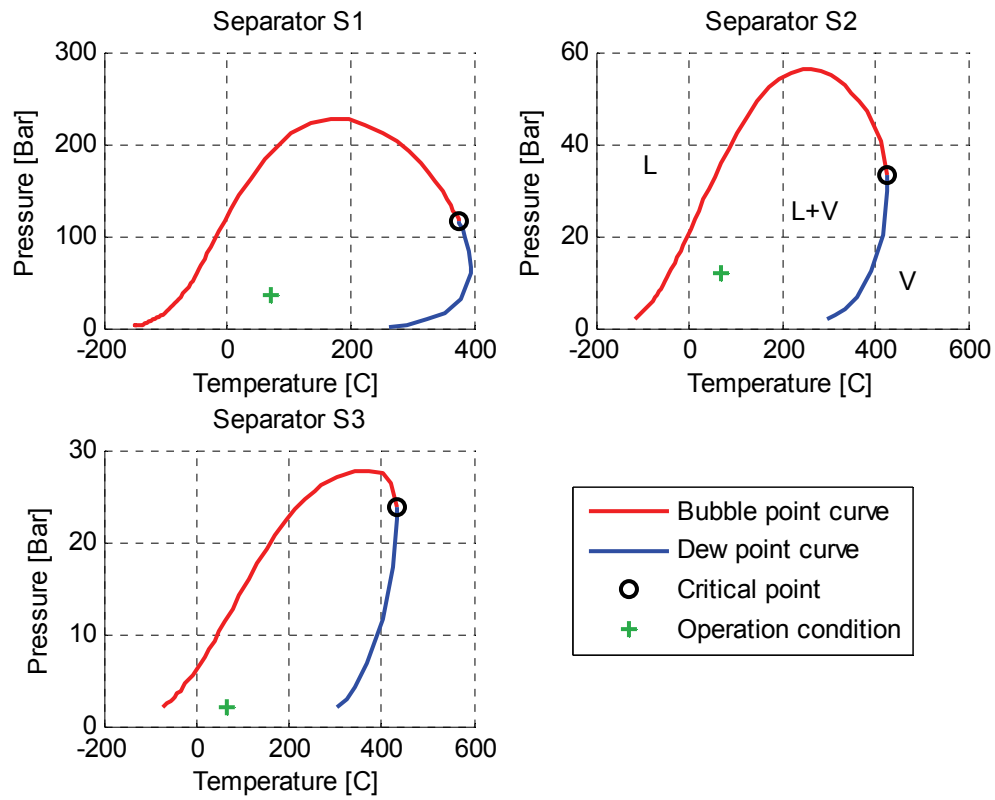 Separator S1
300
200
100
0
-200 0 200 400
Pressure [Bar]
Temperature [C]
Separator S2
60
40
20
0
-200 0 200 400 600
Pressure [Bar]
Temperature [C]
L
L+V
V
Separator S3
30
20
10
0
-200 0 200 400 600
Pressure [Bar]
Temperature [C]
Bubble point curve
Dew point curve
Critical point
Operation condition